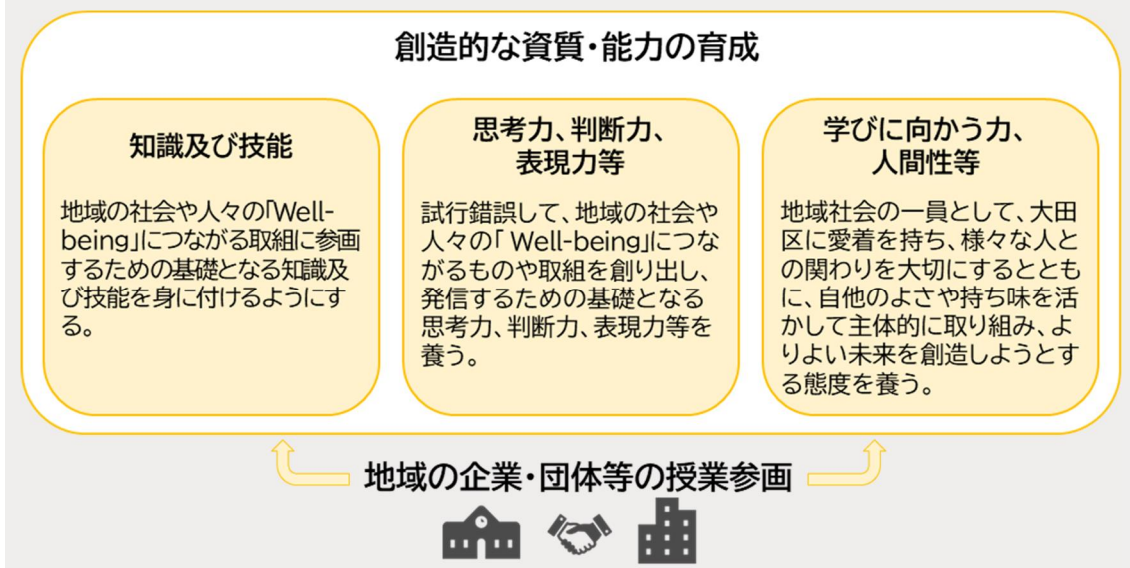 創造的な資質・能力の育成
知識及び技能
地域の社会や人々の「Well-
being」につながる取組に参画
するための基礎となる知識及
び技能を身に付けるようにす
る。
思考力、判断力、
表現力等
試行錯誤して、地域の社会や
人々の「 Well-being」につな
がるものや取組を創り出し、
発信するための基礎となる
思考力、判断力、表現力等を
養う。
学びに向かう力、
人間性等
地域社会の一員として、大田
区に愛着を持ち、様々な人と
の関わりを大切にするととも
に、自他のよさや持ち味を活
かして主体的に取り組み、よ
りよい未来を創造しようとす
る態度を養う。
地域の企業・団体等の授業参画